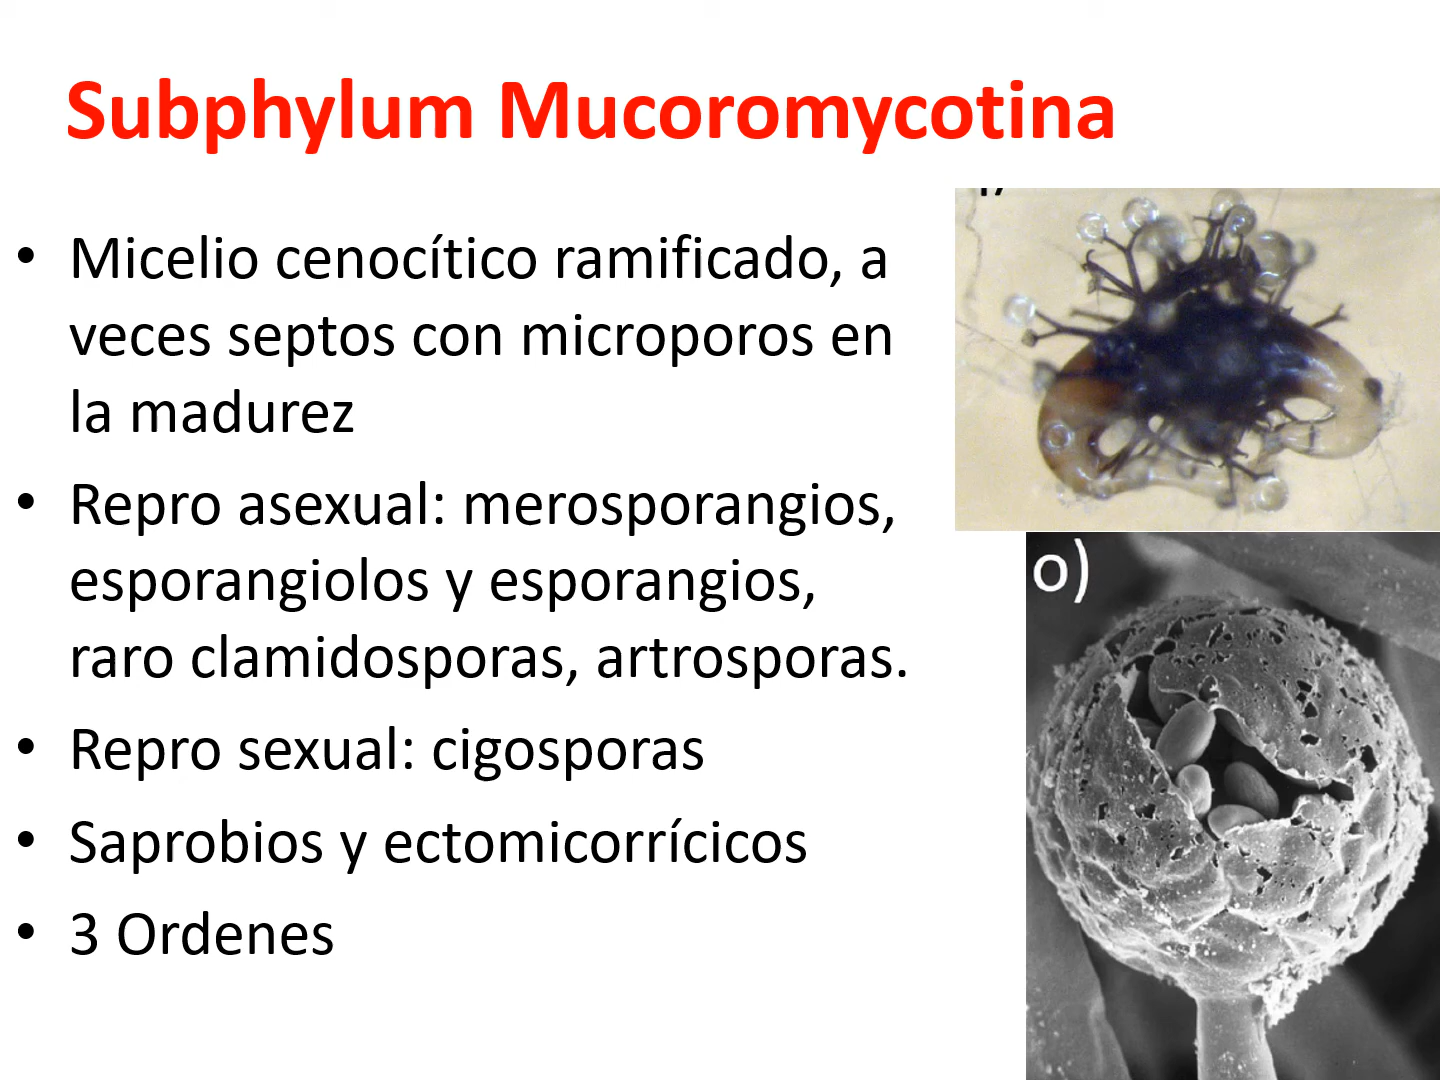 Subphylum Mucoromycotina
• Micelio cenocítico ramificado, a
veces septos con microporos en
la madurez
• Repro asexual: merosporangios,
esporangiolos y esporangios,
raro clamidosporas, artrosporas.
• Repro sexual: cigosporas
• Saprobios y ectomicorrícicos
• 3 Ordenes
o)